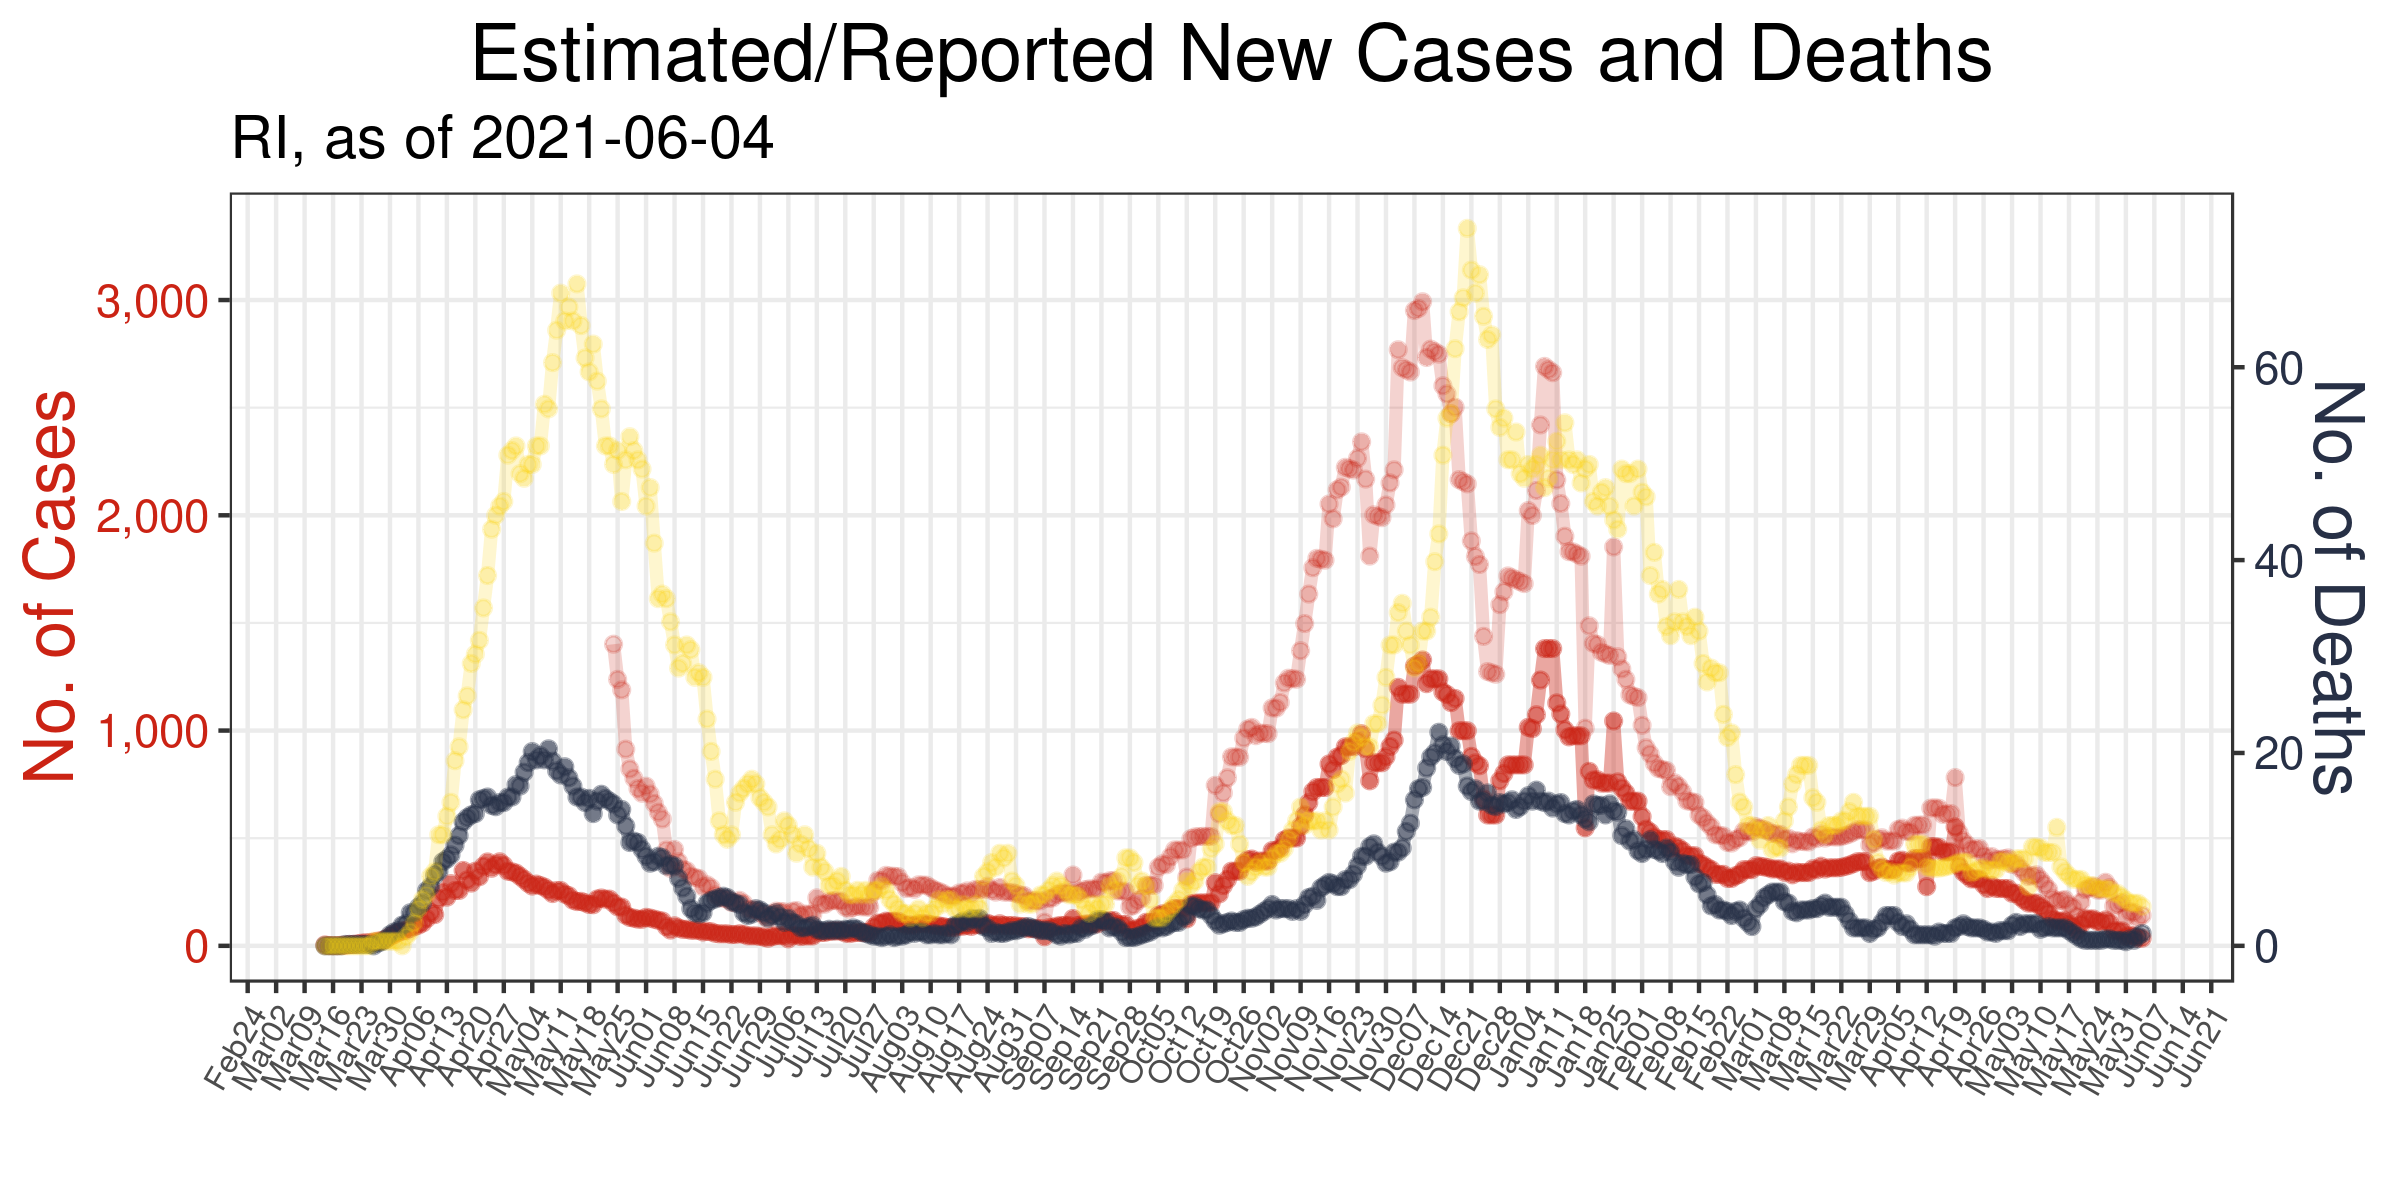 Estimated/Reported New Cases and Deaths
RI, as of 2021-06-04
No. of Cases
3,000
2,000
1,000
0
60
40
20
0
No. of Deaths
Feb24
Mar02
Mar09
Mar16
Mar23
Mar30
Apr06
Apr13
Apr20
Apr27
May04
May11
May18
May25
Jun01
Jun08
Jun15
Jun22
Jun29
Jul06
Jul13
Jul20
Jul27
Aug03
Aug10
Aug17
Aug24
Aug31
Sep07
Sep14
Sep21
Sep28
Oct05
Oct12
Oct19
Oct26
Nov02
Nov09
Nov16
Nov23
Nov30
Dec07
Dec14
Dec21
Dec28
Jan04
Jan11
Jan18
Jan25
Feb01
Feb08
Feb15
Feb22
Mar01
Mar08
Mar15
Mar22
Mar29
Apr05
Apr12
Apr19
Apr26
May03
May10
May17
May24
May31
Jun07
Jun14
Jun21